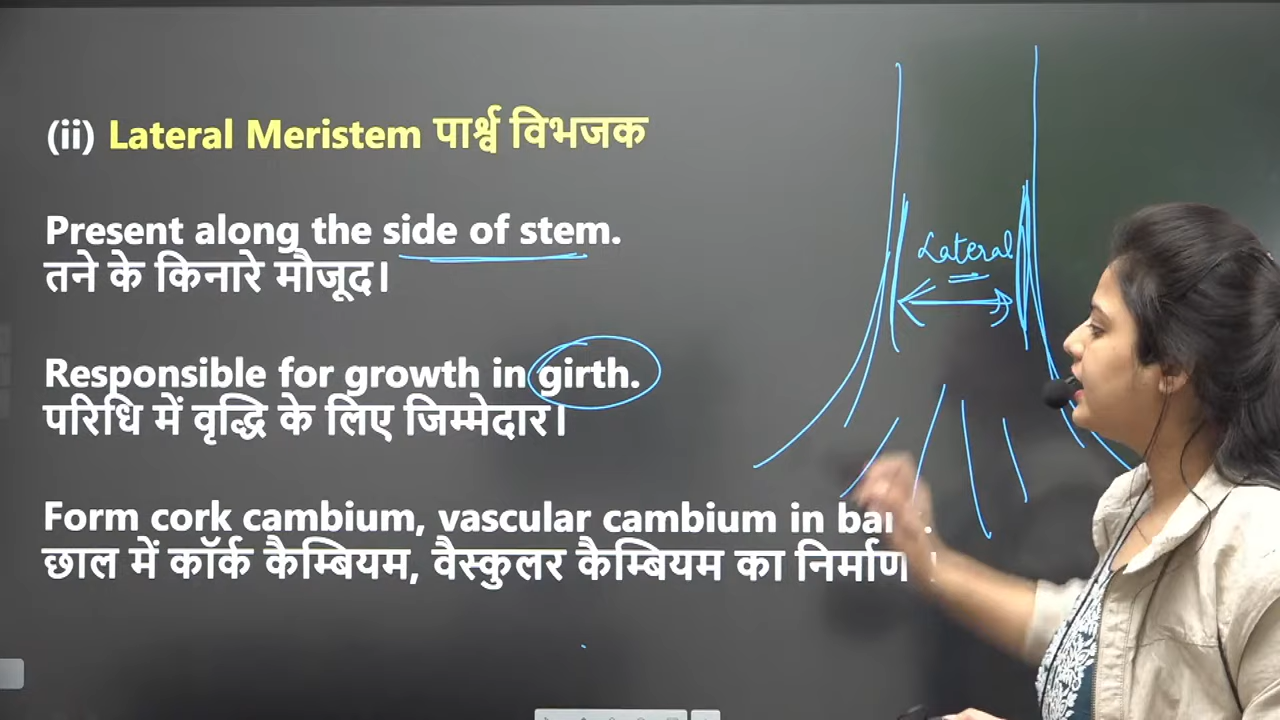 (ii) Lateral Meristem पार्श्व विभजक
Present along the side of stem.
तने के किनारे मौजूद।
Responsible for growth in girth.
परिधि में वृद्धि के लिए जिम्मेदार।
Form cork cambium, vascular cambium in
छाल में कॉर्क कैम्बियम, वैस्कुलर कैम्बियम का निर्माण
Lateral